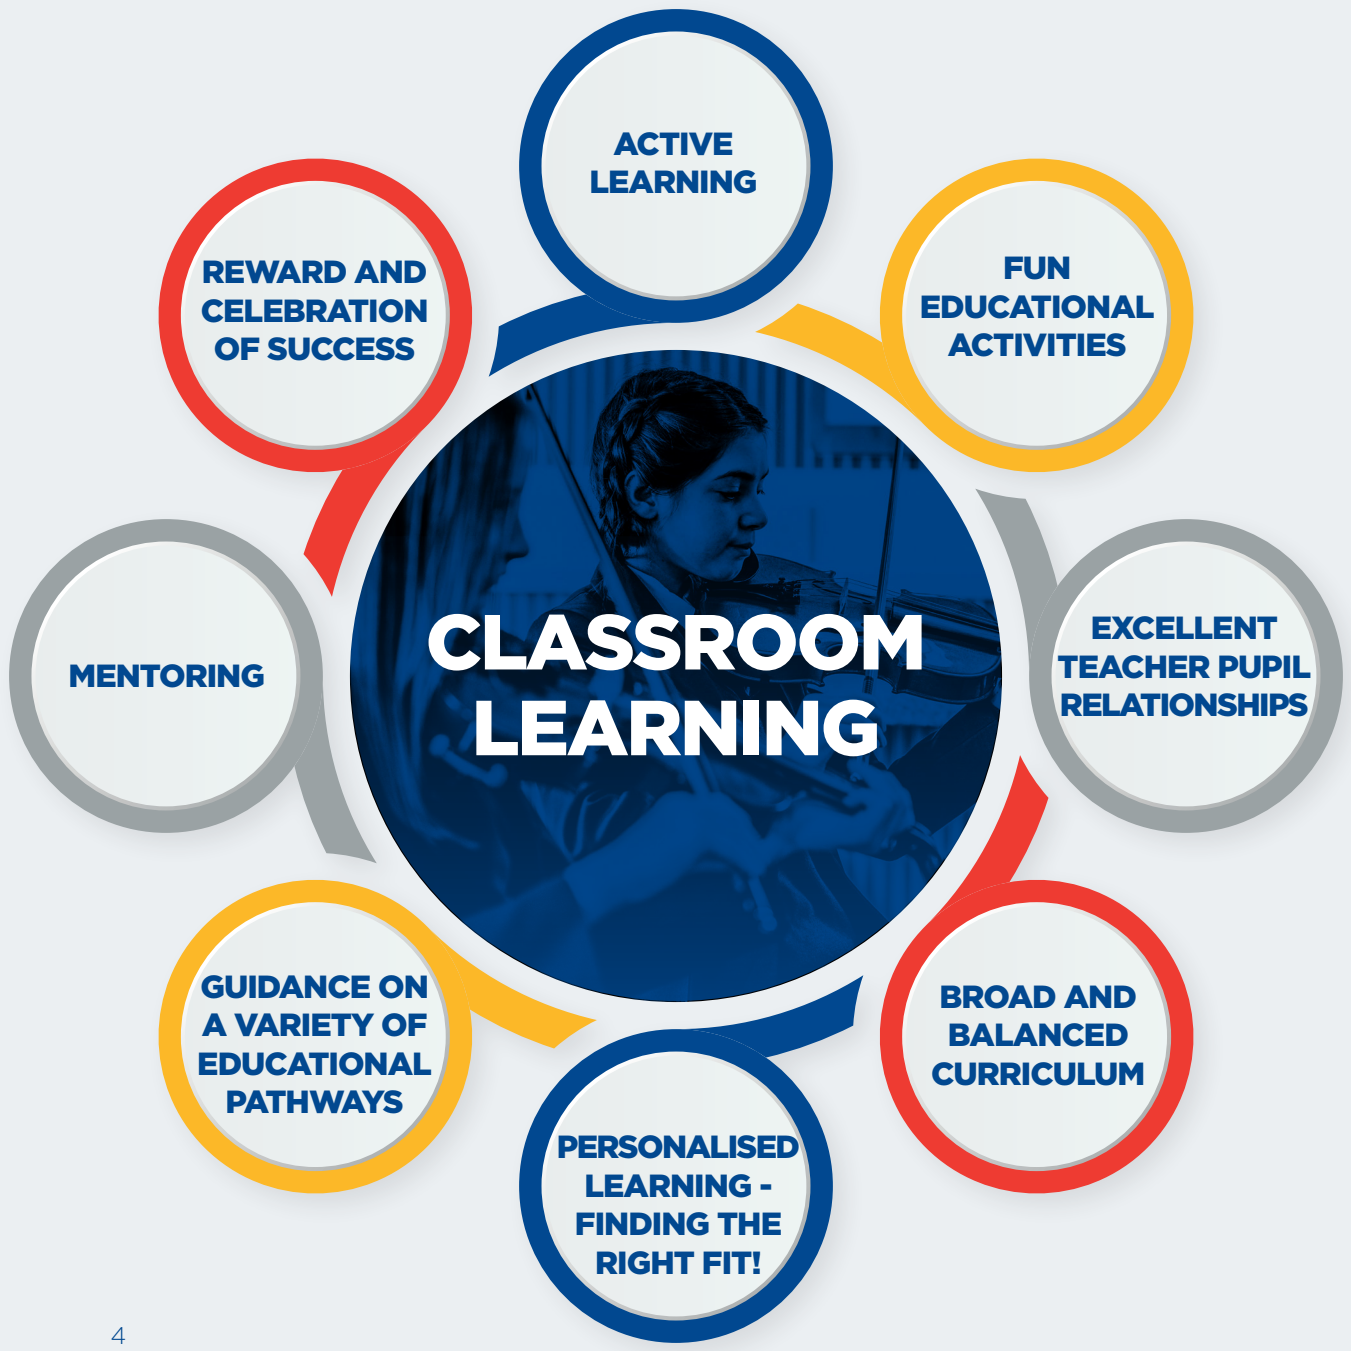 ACTIVE
LEARNING
FUN
EDUCATIONAL
ACTIVITIES
EXCELLENT
TEACHER PUPIL
RELATIONSHIPS
BROAD AND
BALANCED
CURRICULUM
PERSONALISED
LEARNING -
FINDING THE
RIGHT FIT!
GUIDANCE ON
A VARIETY OF
EDUCATIONAL
PATHWAYS
MENTORING
REWARD AND
CELEBRATION
OF SUCCESS
CLASSROOM
LEARNING
4